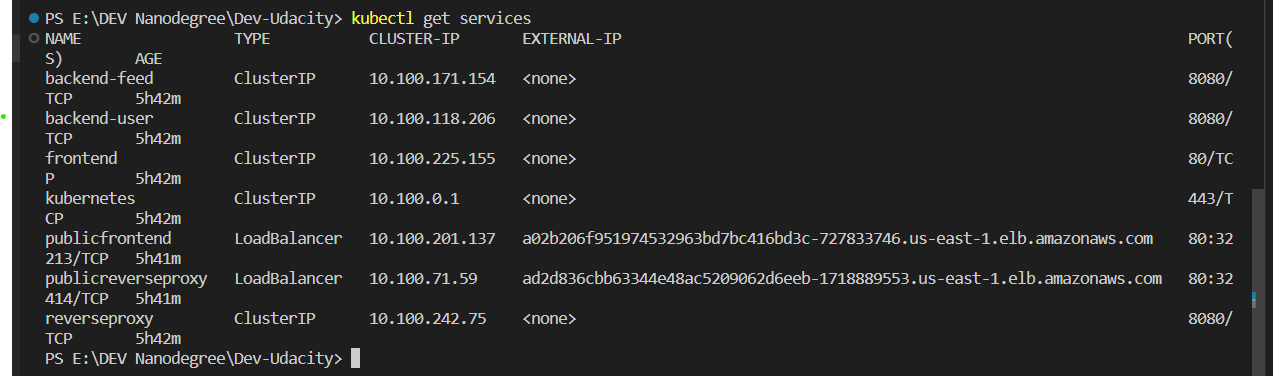 PS E:\DEV Nanodegree\Dev-Udacity> kubectl get services
NAME TYPE CLUSTER-IP EXTERNAL-IP PORT(
S) AGE
backend-feed ClusterIP 10.100.171.154 <none> 8080/
TCP 5h42m
backend-user ClusterIP 10.100.118.206 <none> 8080/
TCP 5h42m
frontend ClusterIP 10.100.225.155 <none> 80/TC
P 5h42m
kubernetes ClusterIP 10.100.0.1 <none> 443/T
CP 5h42m
publicfrontend LoadBalancer 10.100.201.137 a02b206f951974532963bd7bc416bd3c-727833746.us-east-1.elb.amazonaws.com 80:32
213/TCP 5h41m
publicreverseproxy LoadBalancer 10.100.71.59 ad2d836cbb63344e48ac5209062d6eeb-1718889553.us-east-1.elb.amazonaws.com 80:32
414/TCP 5h41m
reverseproxy ClusterIP 10.100.242.75 <none> 8080/
TCP 5h42m
PS E:\DEV Nanodegree\Dev-Udacity>